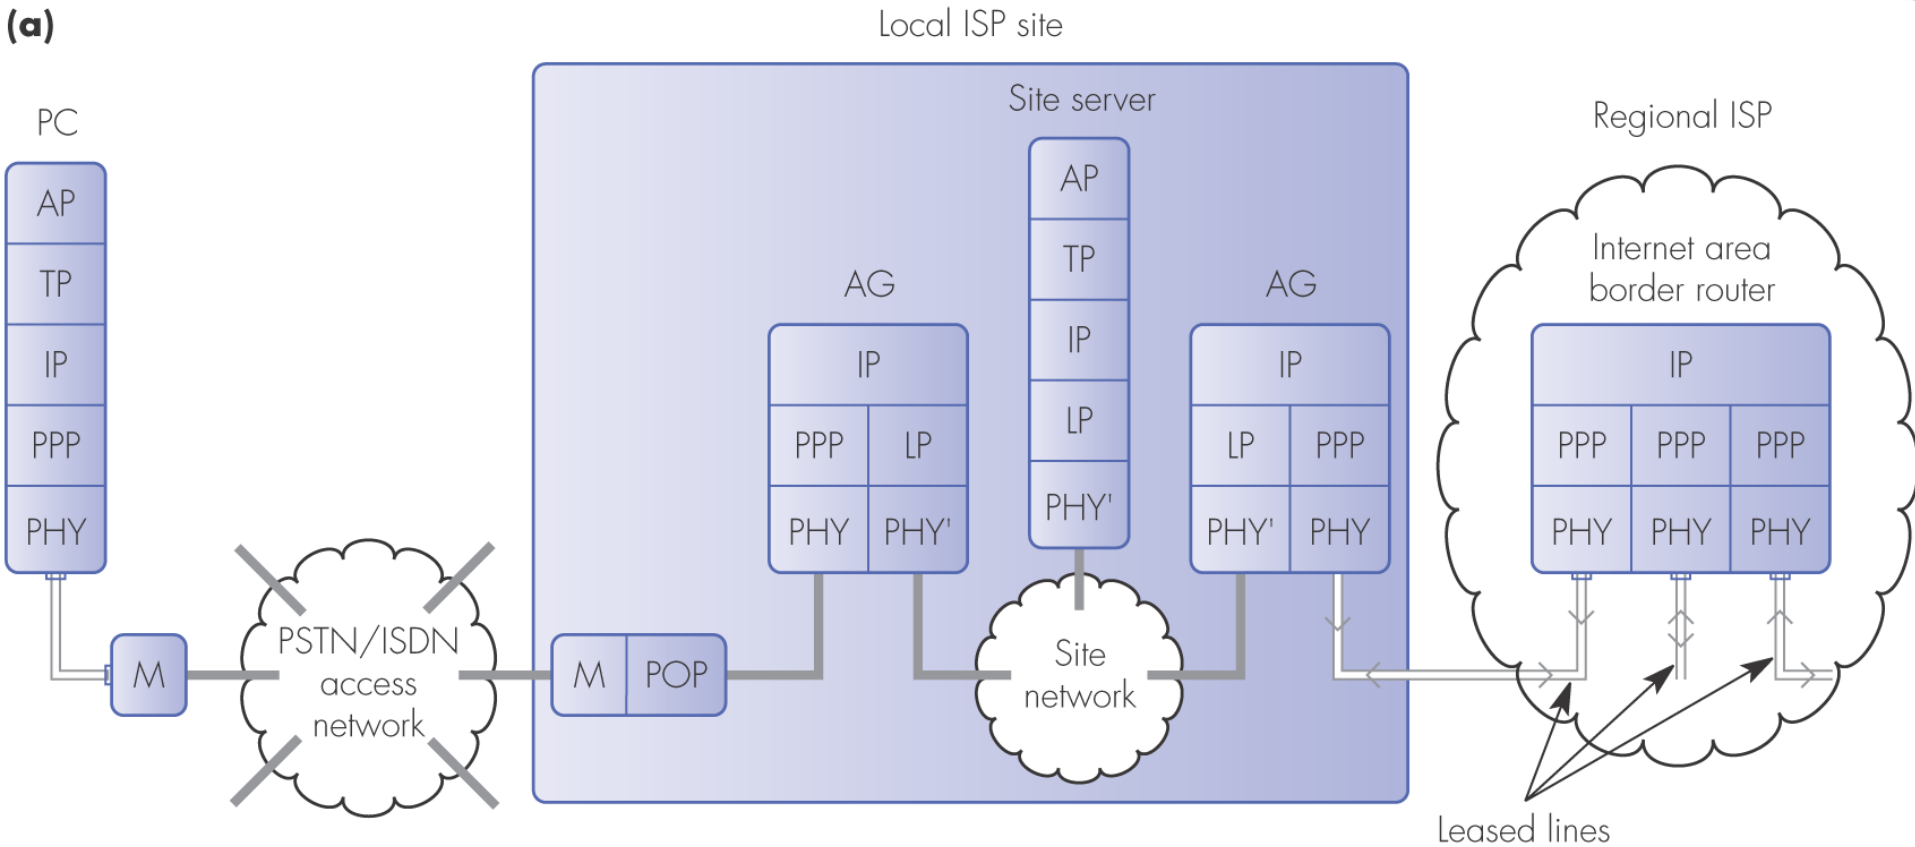 (a)
Local ISP site
PC
AP
TP
IP
PPP
PHY
M
PSTN/ISDN
access
network
M POP
AG
IP
PPP LP
PHY PHY'
Site server
AP
TP
IP
LP
PHY'
Site
network
AG
IP
LP PPP
PHY' PHY
Regional ISP
Internet area
border router
IP
PPP PPP PPP
PHY PHY PHY
Leased lines